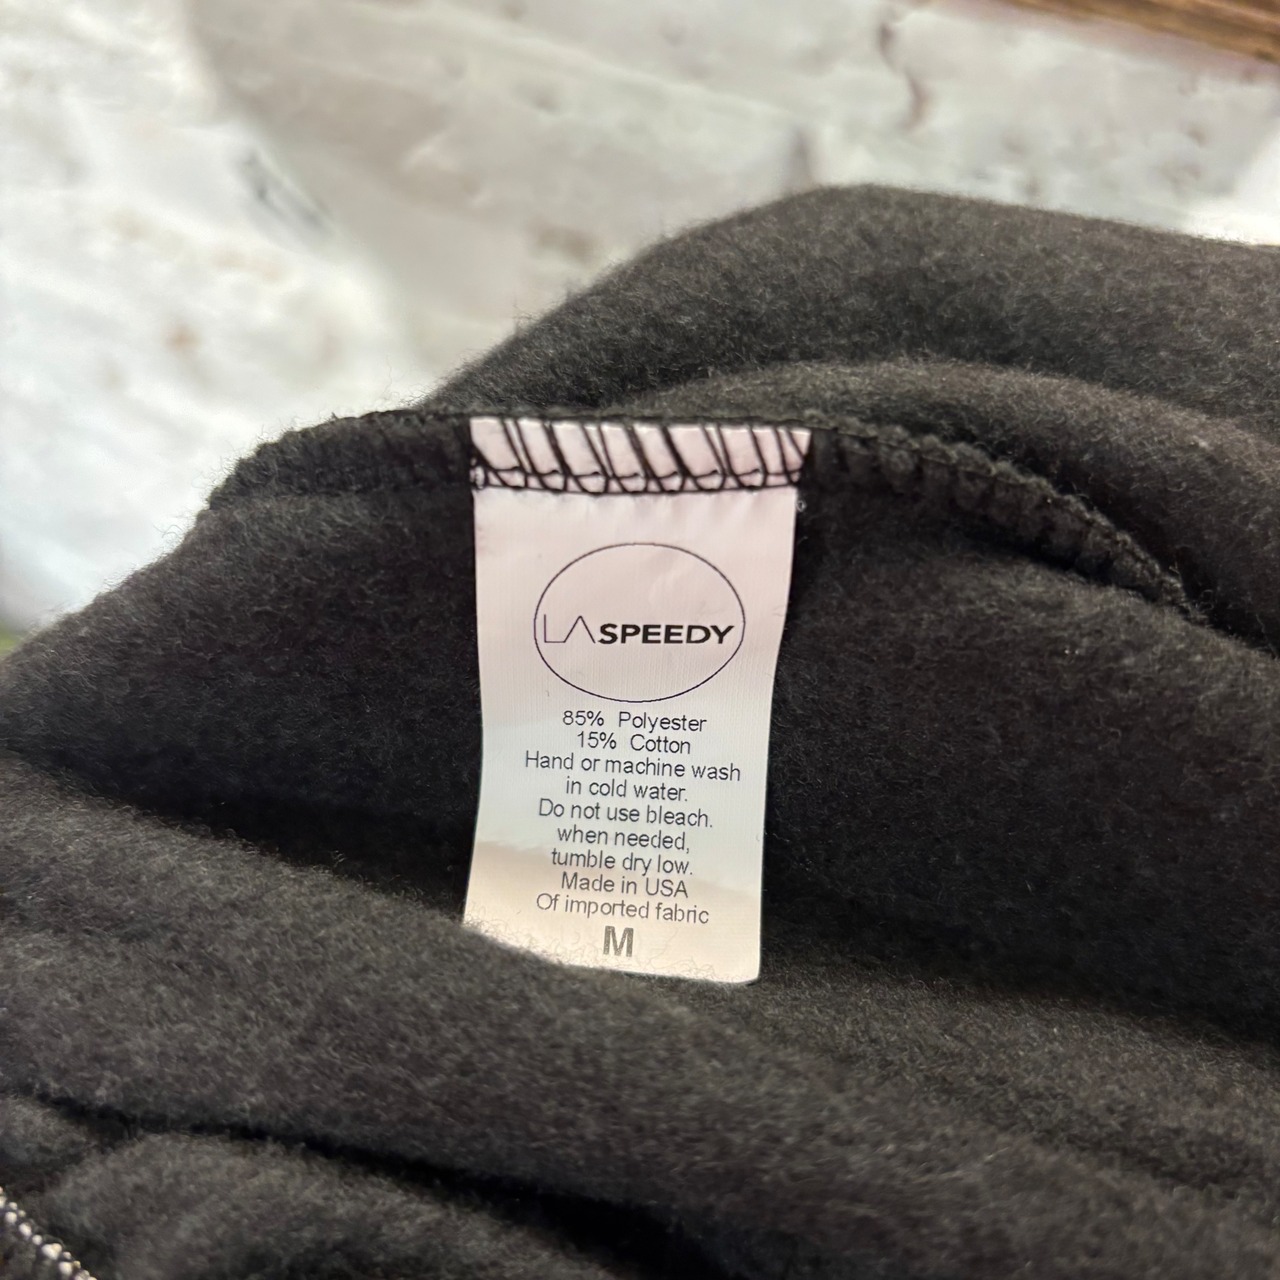 LASPEEDY
85% Polyester
15% Cotton
Hand or machine wash
in cold water.
Do not use bleach.
when needed,
tumble dry low.
Made in USA
Of imported fabric
M